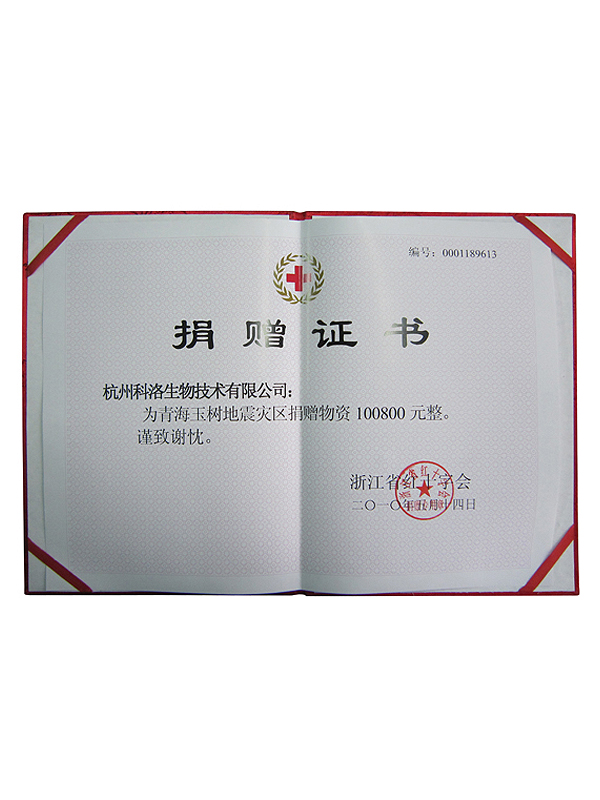 编号：0001189613
捐赠证书
杭州科洛生物技术有限公司：
为青海玉树地震灾区捐赠物资 100800 元整。
谨致谢忱。
浙江省红十字会
二〇一〇年五月十四日